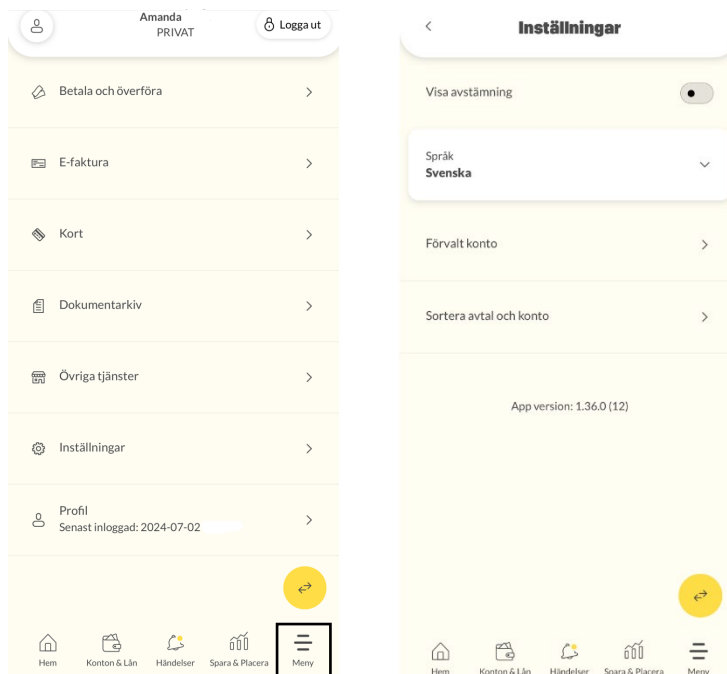 Amanda
PRIVAT
Logga ut
Betala och överföra
E-faktura
Kort
Dokumentarkiv
Övriga tjänster
Inställningar
Profil
Senast inloggad: 2024-07-02
Hem
Konton & Lån
Händelser
Spara & Placera
Meny
Inställningar
Visa avstämning
Språk
Svenska
Förvalt konto
Sortera avtal och konto
App version: 1.36.0 (12)
Hem
Konton & Lån
Händelser
Spara & Placera
Meny